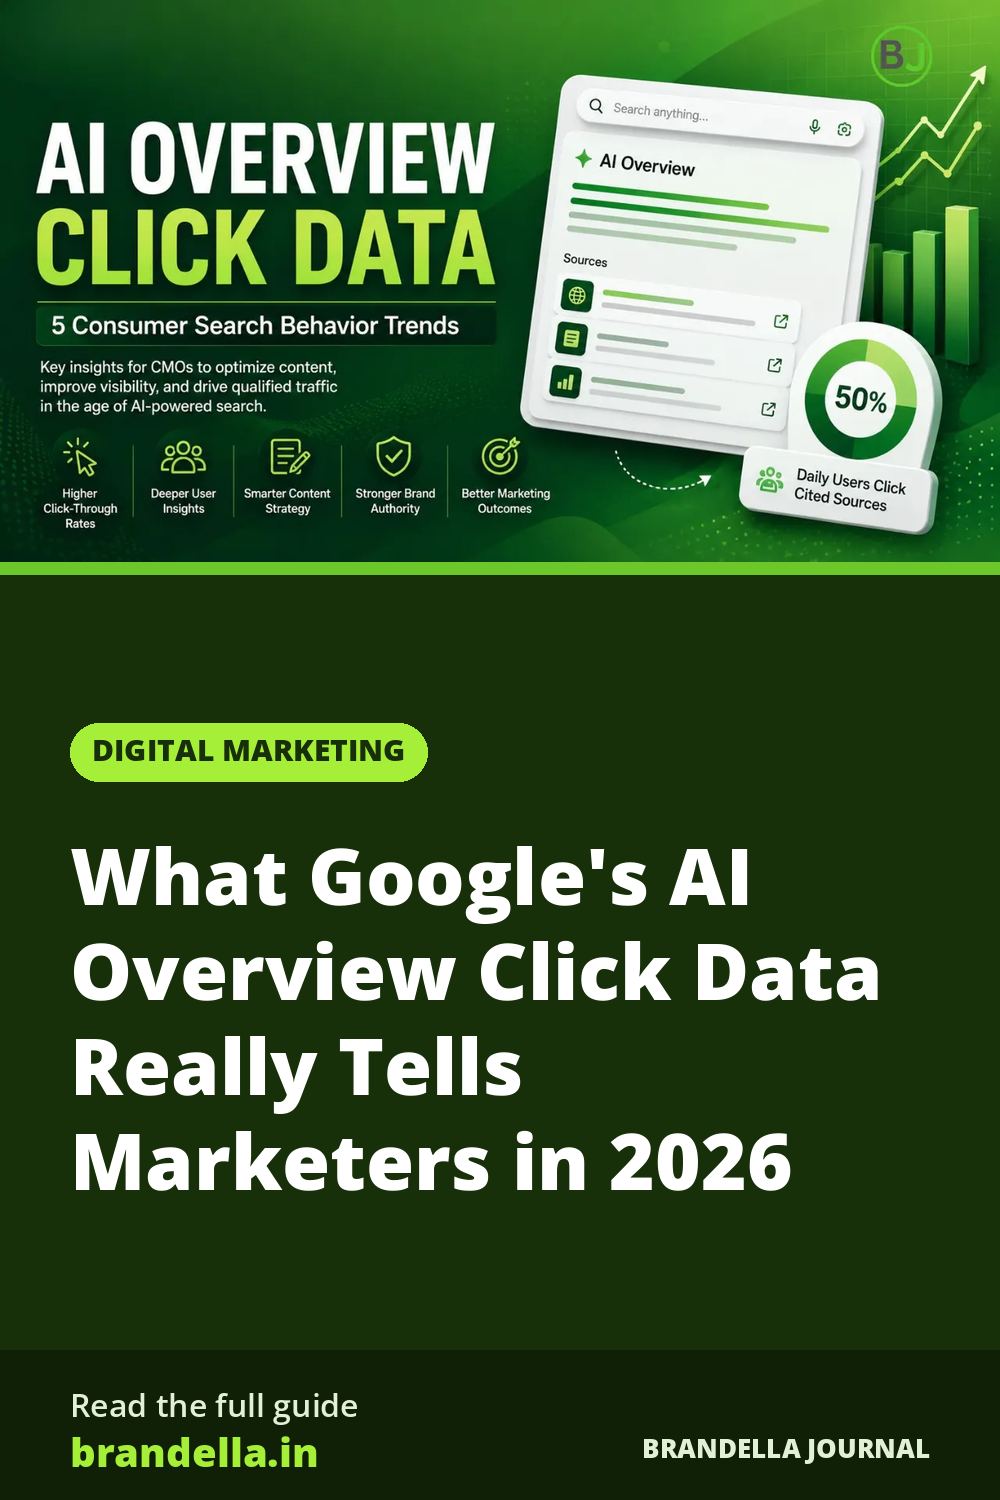 BJ
AI OVERVIEW
CLICK DATA
5 Consumer Search Behavior Trends
Key insights for CMOs to optimize content,
improve visibility, and drive qualified traffic
in the age of AI-powered search.
Higher
Click-Through
Rates
Deeper User
Insights
Smarter Content
Strategy
Stronger Brand
Authority
Better Marketing
Outcomes
Search anything...
AI Overview
Sources
50%
Daily Users Click
Cited Sources
DIGITAL MARKETING
What Google's AI
Overview Click Data
Really Tells
Marketers in 2026
Read the full guide
brandella.in
BRANDELLA JOURNAL